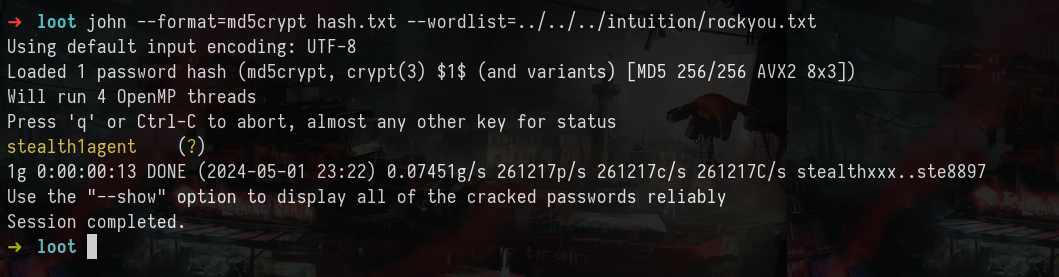 → loot john --format=md5crypt hash.txt --wordlist=../../../intuition/rockyou.txt
Using default input encoding: UTF-8
Loaded 1 password hash (md5crypt, crypt(3) $1$ (and variants) [MD5 256/256 AVX2 8x3])
Will run 4 OpenMP threads
Press 'q' or Ctrl-C to abort, almost any other key for status
stealth1agent    (?)
1g 0:00:00:13 DONE (2024-05-01 23:22) 0.07451g/s 261217p/s 261217c/s 261217C/s stealthxxx..ste8897
Use the "--show" option to display all of the cracked passwords reliably
Session completed.
→ loot